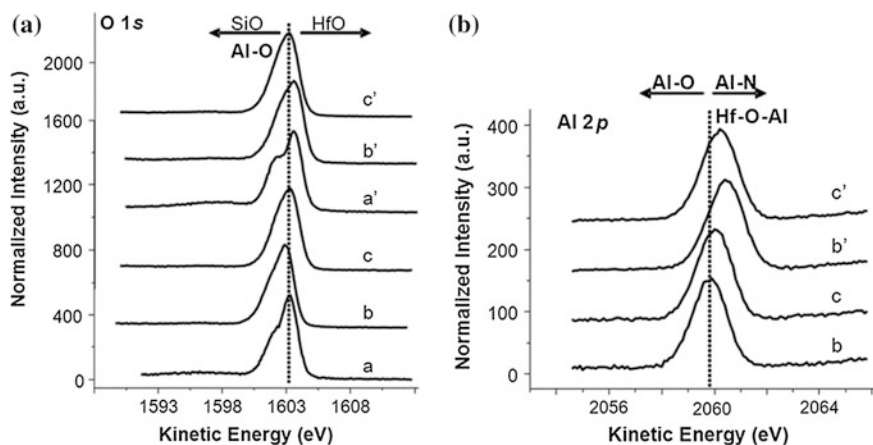 (a)
O 1s
SiO
HfO
Al-O
2000
1600
1200
800
400
0
Normalized Intensity (a.u.)
c'
b'
a'
c
b
a
1593
1598
1603
1608
Kinetic Energy (eV)
(b)
Al-O
Al-N
Al 2p
Hf-O-Al
400
300
200
100
0
Normalized Intensity (a.u.)
c'
b'
c
b
2056
2060
2064
Kinetic Energy (eV)